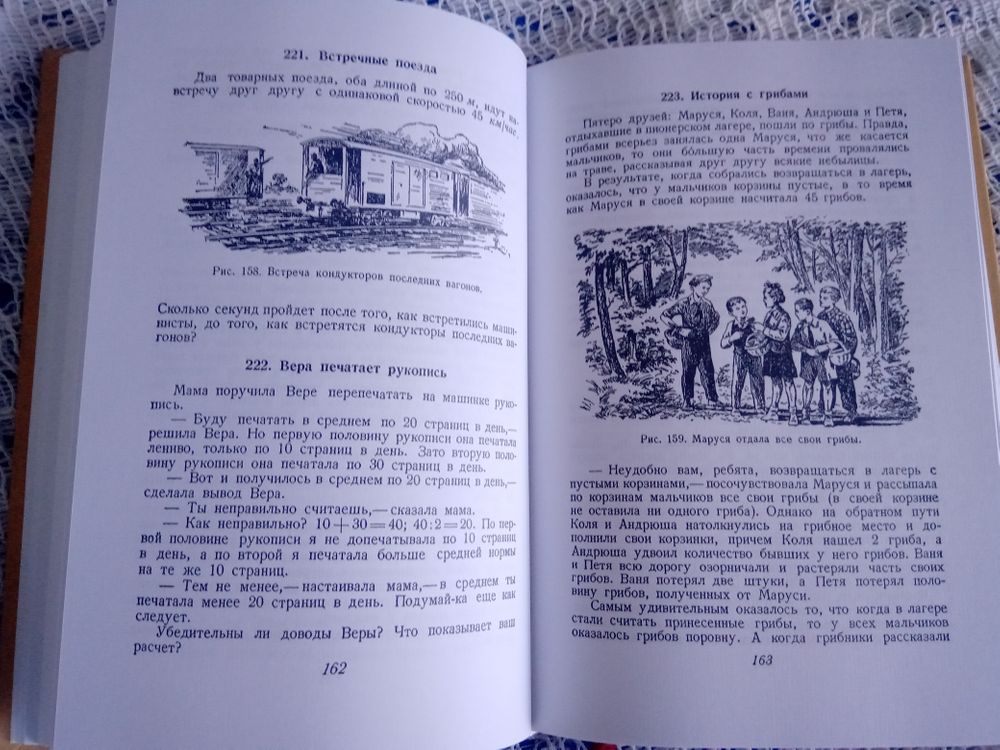 221. Встречные поезда
Два товарных поезда, оба длиной по 250 м, идут на-
встречу друг другу с одинаковой скоростью 45 км/час.
Рис. 158. Встреча кондукторов последних вагонов.
Сколько секунд пройдет после того, как встретились маши-
нисты, до того, как встретятся кондукторы последних ва-
гонов?
222. Вера печатает рукопись
Мама поручила Вере перепечатать на машинке руко-
пись.
— Буду печатать в среднем по 20 страниц в день,—
решила Вера. Но первую половину рукописи она печатала
лениво, только по 10 страниц в день. Зато вторую поло-
вину рукописи она печатала по 30 страниц в день.
— Вот и получилось в среднем по 20 страниц в день,—
сделала вывод Вера.
— Ты неправильно считаешь,— сказала мама.
— Как неправильно? 10+30=40; 40:2=20. По пер-
вой половине рукописи я не допечатывала по 10 страниц
в день, а по второй я печатала больше средней нормы
на те же 10 страниц.
— Тем не менее,— настаивала мама,— в среднем ты
печатала менее 20 страниц в день. Подумай-ка еще как
следует.
Убедительны ли доводы Веры? Что показывает ваш
расчет?
162
223. История с грибами
Пятеро друзей: Маруся, Коля, Ваня, Андрюша и Петя,
отдыхавшие в пионерском лагере, пошли по грибы. Правда,
грибами всерьез занялась одна Маруся, что же касается
мальчиков, то они бо́льшую часть времени провалялись
на траве, рассказывая друг другу всякие небылицы.
В результате, когда собрались возвращаться в лагерь,
оказалось, что у мальчиков корзины пустые, в то время
как Маруся в своей корзине насчитала 45 грибов.
Рис. 159. Маруся отдала все свои грибы.
— Неудобно вам, ребята, возвращаться в лагерь с
пустыми корзинами,— посочувствовала Маруся и рассыпала
по корзинам мальчиков все свои грибы (в своей корзине
не оставила ни одного гриба). Однако на обратном пути
Коля и Андрюша натолкнулись на грибное место и до-
полнили свои корзинки, причем Коля нашел 2 гриба, а
Андрюша удвоил количество бывших у него грибов. Ваня
и Петя всю дорогу озорничали и растеряли часть своих
грибов. Ваня потерял две штуки, а Петя потерял поло-
вину грибов, полученных от Маруси.
Самым удивительным оказалось то, что когда в лагере
стали считать принесенные грибы, то у всех мальчиков
оказалось грибов поровну. А когда грибники рассказали
163